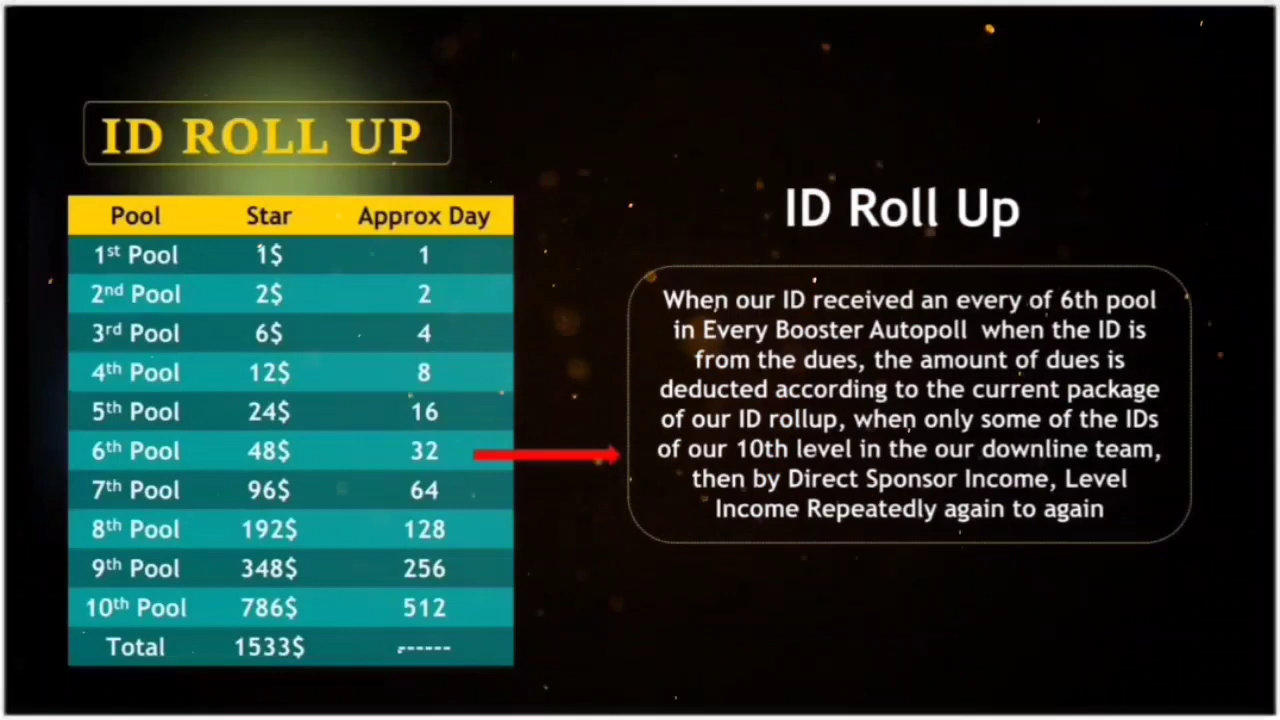 ID ROLL UP
Pool Star Approx Day
1st Pool 1$ 1
2nd Pool 2$ 2
3rd Pool 6$ 4
4th Pool 12$ 8
5th Pool 24$ 16
6th Pool 48$ 32
7th Pool 96$ 64
8th Pool 192$ 128
9th Pool 348$ 256
10th Pool 786$ 512
Total 1533$ ------
ID Roll Up
When our ID received an every of 6th pool
in Every Booster Autopoll when the ID is
from the dues, the amount of dues is
deducted according to the current package
of our ID rollup, when only some of the IDs
of our 10th level in the our downline team,
then by Direct Sponsor Income, Level
Income Repeatedly again to again